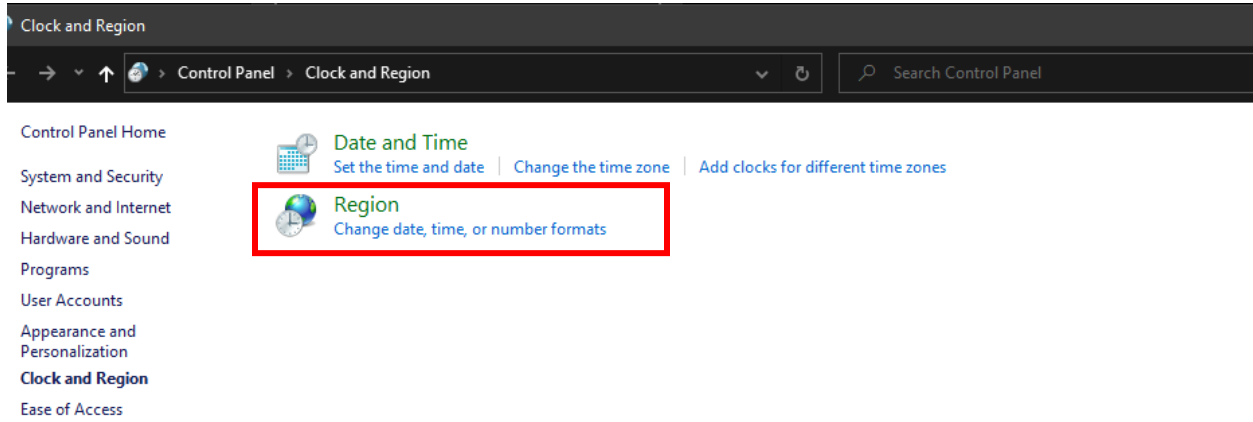 Clock and Region
Control Panel > Clock and Region
Search Control Panel
Control Panel Home
System and Security
Network and Internet
Hardware and Sound
Programs
User Accounts
Appearance and
Personalization
Clock and Region
Ease of Access
Date and Time
Set the time and date | Change the time zone | Add clocks for different time zones
Region
Change date, time, or number formats